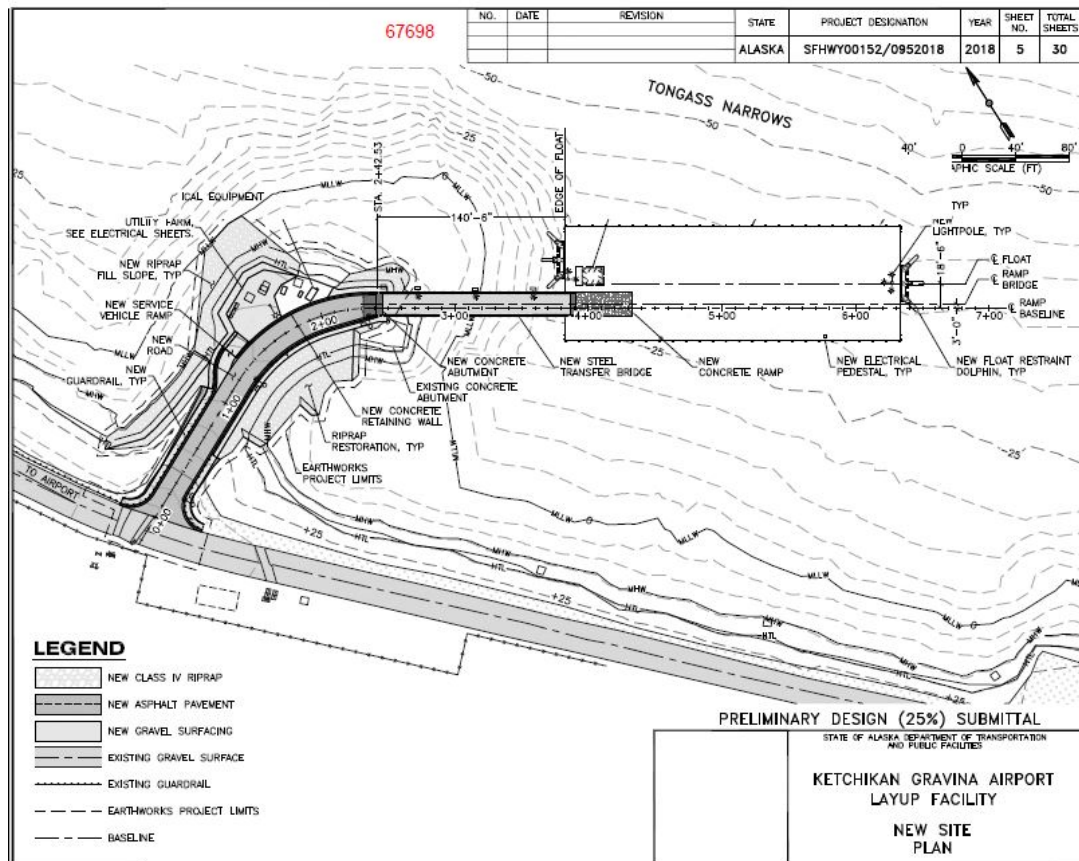 67698
NO.
DATE
REVISION
STATE
PROJECT DESIGNATION
YEAR
SHEET NO.
TOTAL SHEETS
ALASKA
SFHWY00152/0952018
2018
5
30
TONGASS NARROWS
-50
-50
-50
-25
-25
-25
-25
40'
0
40'
80'
APHIC SCALE (FT)
STA. 2+42.53
140'-6"
EDGE OF FLOAT
ICAL EQUIPMENT
UTILITY FARM,
SEE ELECTRICAL SHEETS.
NEW RIPRAP
FILL SLOPE, TYP
NEW SERVICE
VEHICLE RAMP
NEW
ROAD
NEW
GUARDRAIL, TYP
TYP
NEW
LIGHTPOLE, TYP
18'-6"
℄ FLOAT
℄ RAMP
BRIDGE
℄ RAMP
BASELINE
3'-0"
0+00
1+00
2+00
3+00
4+00
5+00
6+00
7+00
NEW CONCRETE
ABUTMENT
EXISTING CONCRETE
ABUTMENT
NEW CONCRETE
RETAINING WALL
RIPRAP
RESTORATION, TYP
EARTHWORKS
PROJECT LIMITS
NEW STEEL
TRANSFER BRIDGE
NEW
CONCRETE RAMP
NEW ELECTRICAL
PEDESTAL, TYP
NEW FLOAT RESTRAINT
DOLPHIN, TYP
TO AIRPORT
MLLW
MHW
HTL
+25
+25
+25
LEGEND
NEW CLASS IV RIPRAP
NEW ASPHALT PAVEMENT
NEW GRAVEL SURFACING
EXISTING GRAVEL SURFACE
EXISTING GUARDRAIL
EARTHWORKS PROJECT LIMITS
BASELINE
PRELIMINARY DESIGN (25%) SUBMITTAL
STATE OF ALASKA DEPARTMENT OF TRANSPORTATION
AND PUBLIC FACILITIES
KETCHIKAN GRAVINA AIRPORT
LAYUP FACILITY
NEW SITE
PLAN